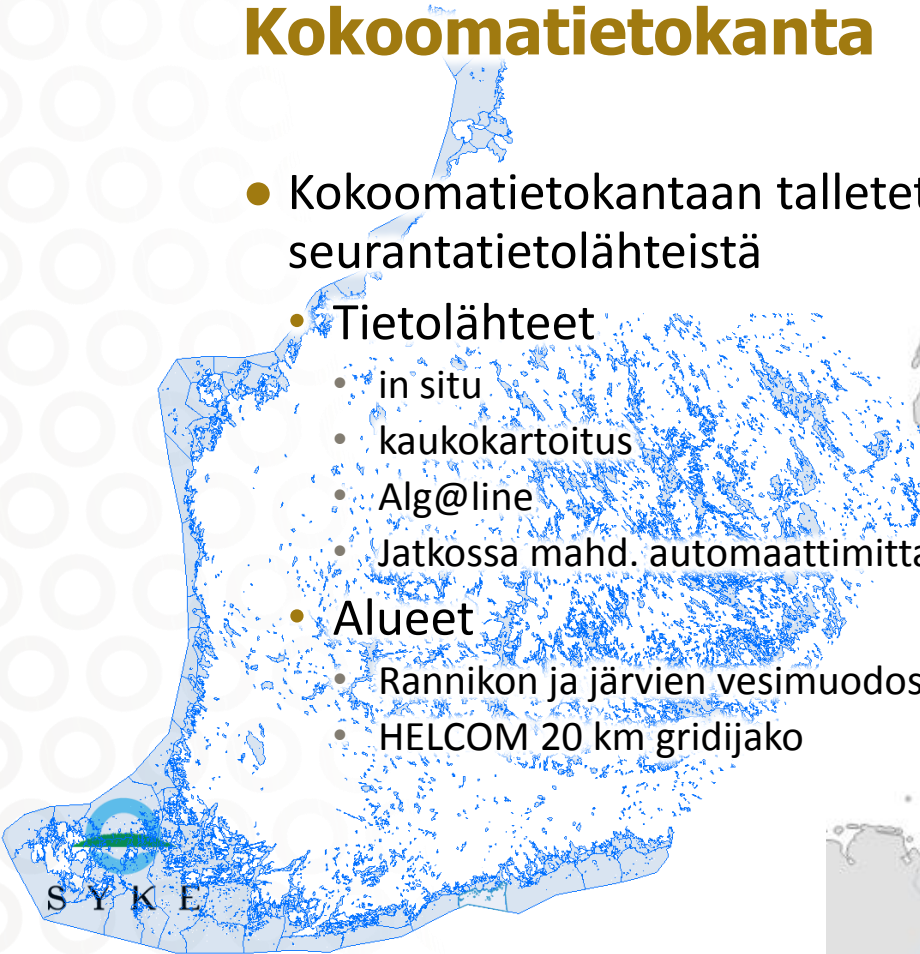 Kokoomatietokanta
• Kokoomatietokantaan talletet
seurantatietolähteistä
• Tietolähteet
• in situ
• kaukokartoitus
• Alg@line
• Jatkossa mahd. automaattimitta
• Alueet
• Rannikon ja järvien vesimuodos
• HELCOM 20 km gridijako
SYKE